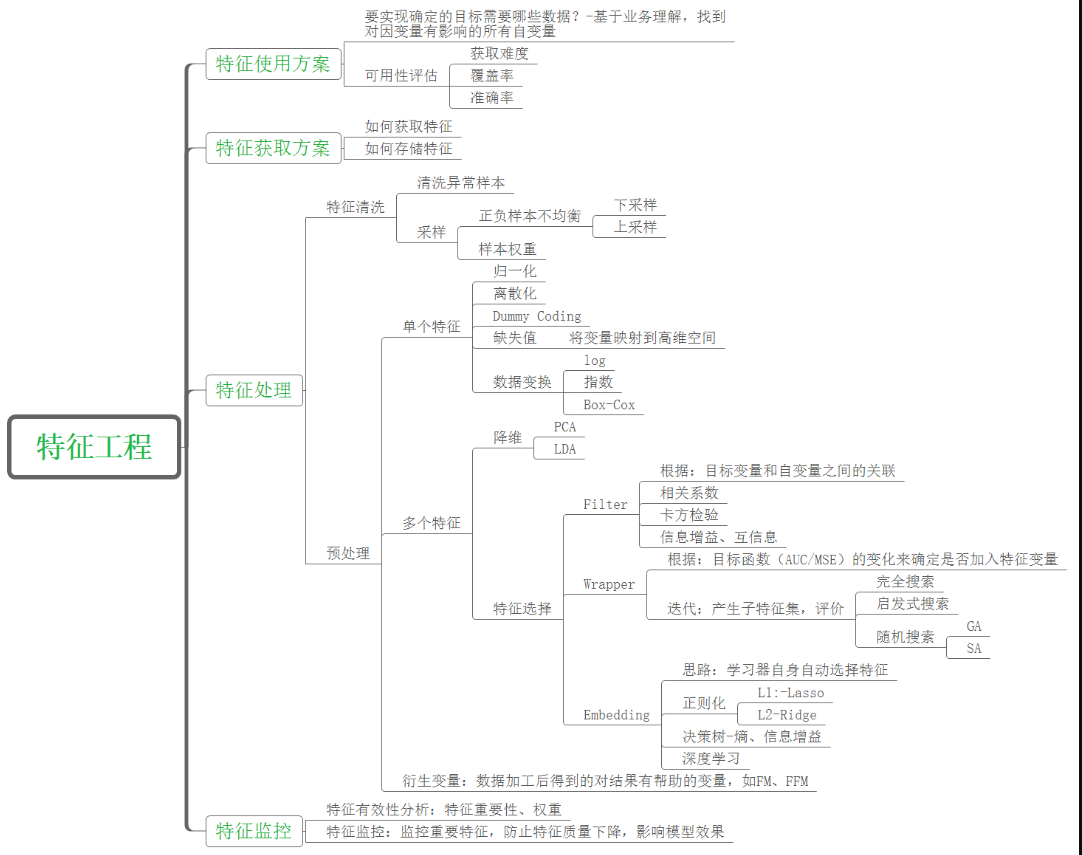 要实现确定的目标需要哪些数据？-基于业务理解，找到
对因变量有影响的所有自变量
特征使用方案
获取难度
可用性评估
覆盖率
准确率
特征获取方案
如何获取特征
如何存储特征
清洗异常样本
特征清洗
下采样
正负样本不均衡
上采样
采样
样本权重
归一化
离散化
单个特征
Dummy Coding
缺失值
将变量映射到高维空间
log
数据变换
指数
Box-Cox
特征处理
特征工程
PCA
降维
LDA
根据：目标变量和自变量之间的关联
相关系数
Filter
卡方检验
多个特征
信息增益、互信息
预处理
根据：目标函数（AUC/MSE）的变化来确定是否加入特征变量
Wrapper
完全搜索
特征选择
迭代：产生子特征集，评价
启发式搜索
GA
随机搜索
SA
思路：学习器自身自动选择特征
L1:-Lasso
正则化
L2-Ridge
Embedding
决策树-熵、信息增益
深度学习
衍生变量：数据加工后得到的对结果有帮助的变量，如FM、FFM
特征有效性分析：特征重要性、权重
特征监控
特征监控：监控重要特征，防止特征质量下降，影响模型效果